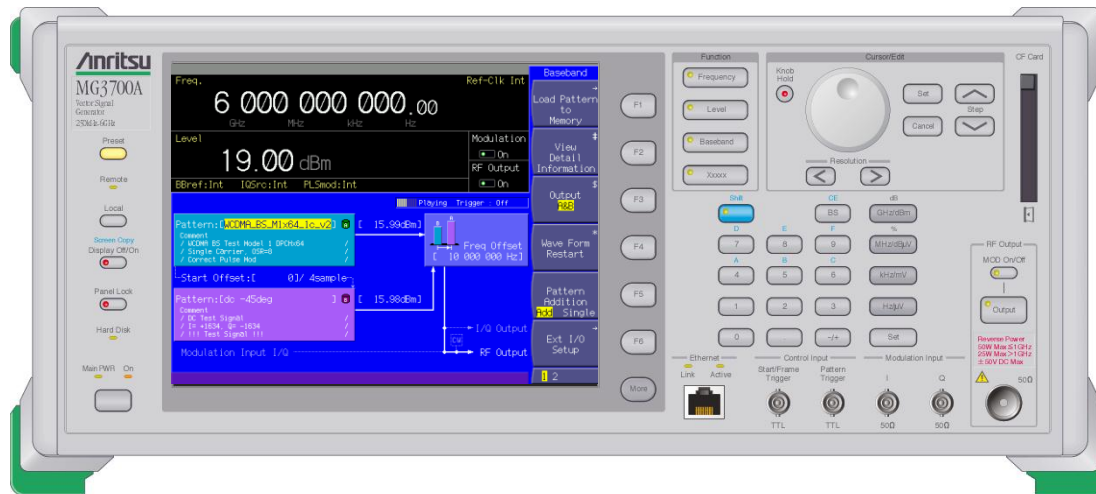 Anritsu
MG3700A
Vector Signal
Generator
250kHz-6GHz
Preset
Remote
Local
Screen Copy
Display Off/On
Panel Lock
Hard Disk
Main PWR On
Freq.
Ref-Clk Int
6 000 000 000.00
GHz MHz kHz Hz
Level
19.00 dBm
Modulation
On
RF Output
On
BBref:Int IQSrc:Int PLSmod:Int
Playing Trigger : Off
Pattern:[WCDMA_BS_M1x64_1c_v2] A [ 15.99dBm]
Comment
/ WCDMA BS Test Model 1 DPCHx64 /
/ Single Carrier, OSR=8 /
/ Correct Pulse Mod /
A B
Freq Offset
[ 10 000 000 Hz]
Start Offset:[ 0]/ 4sample
Pattern:[dc -45deg ] B [ 15.98dBm]
Comment
/ DC Test Signal /
/ I= +1634, Q= -1634 /
/ !!! Test Signal !!! /
I/Q Output
CW
Modulation Input I/Q
RF Output
Baseband
Load Pattern
to
Memory
View
Detail
Information
Output
A&B
Wave Form
Restart
Pattern
Addition
Add Single
Ext I/O
Setup
1 2
F1
F2
F3
F4
F5
F6
More
Function
Frequency
Level
Baseband
Xxxxx
Cursor/Edit
Knob
Hold
Set
Cancel
Step
Resolution
< >
CF Card
Shift
CE
BS
dB
GHz/dBm
D E F %
7 8 9 MHz/dBµV
A B C
4 5 6 kHz/mV
1 2 3 Hz/µV
0 . -/+ Set
RF Output
MOD On/Off
Output
Reverse Power
50W Max≤1GHz
25W Max>1GHz
±50V DC Max
50Ω
Ethernet
Link Active
Control Input
Start/Frame
Trigger
Pattern
Trigger
TTL TTL
Modulation Input
I Q
50Ω 50Ω